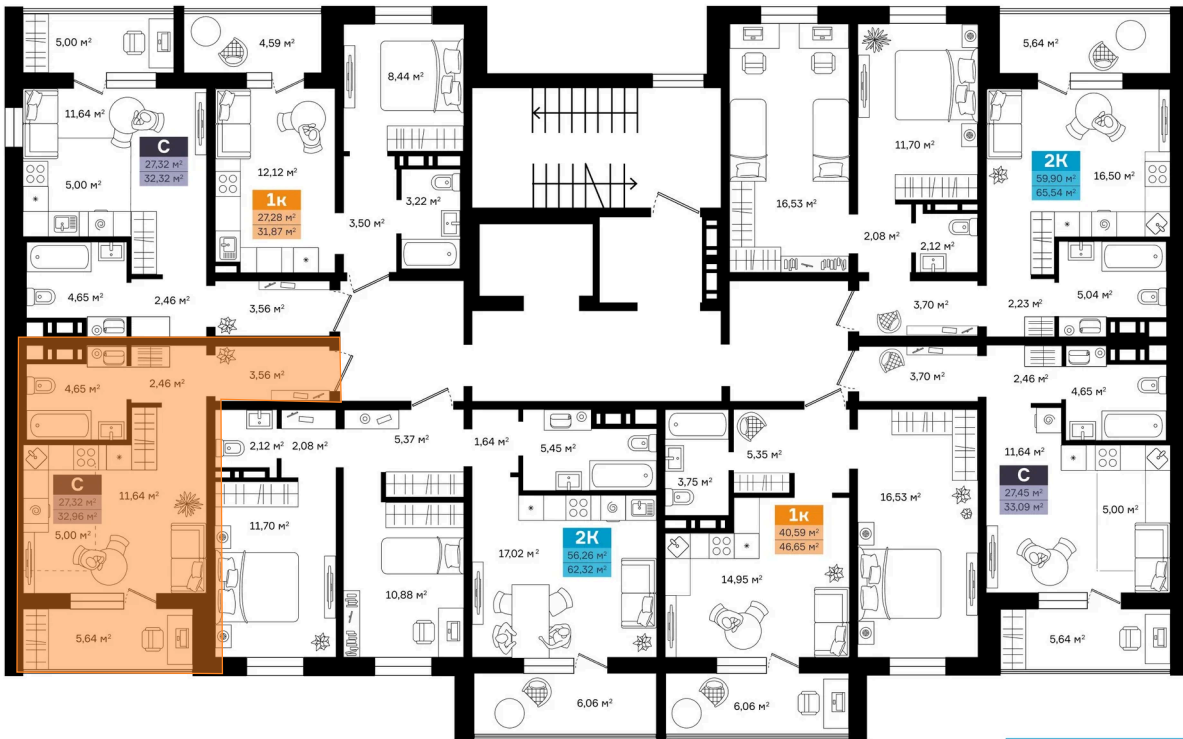 5,00 м²
4,59 м²
8,44 м²
5,64 м²
11,64 м²
С
27,32 м²
32,32 м²
5,00 м²
12,12 м²
1к
27,28 м²
31,87 м²
3,50 м²
3,22 м²
16,53 м²
11,70 м²
2К
59,90 м²
65,54 м²
16,50 м²
2,08 м²
2,12 м²
4,65 м²
2,46 м²
3,56 м²
3,70 м²
2,23 м²
5,04 м²
4,65 м²
2,46 м²
3,56 м²
3,70 м²
2,46 м²
4,65 м²
2,12 м²
2,08 м²
5,37 м²
1,64 м²
5,45 м²
3,75 м²
5,35 м²
С
27,32 м²
32,96 м²
11,64 м²
5,00 м²
11,70 м²
10,88 м²
17,02 м²
2К
56,26 м²
62,32 м²
1к
40,59 м²
46,65 м²
14,95 м²
16,53 м²
11,64 м²
С
27,45 м²
33,09 м²
5,00 м²
5,64 м²
5,64 м²
6,06 м²
6,06 м²